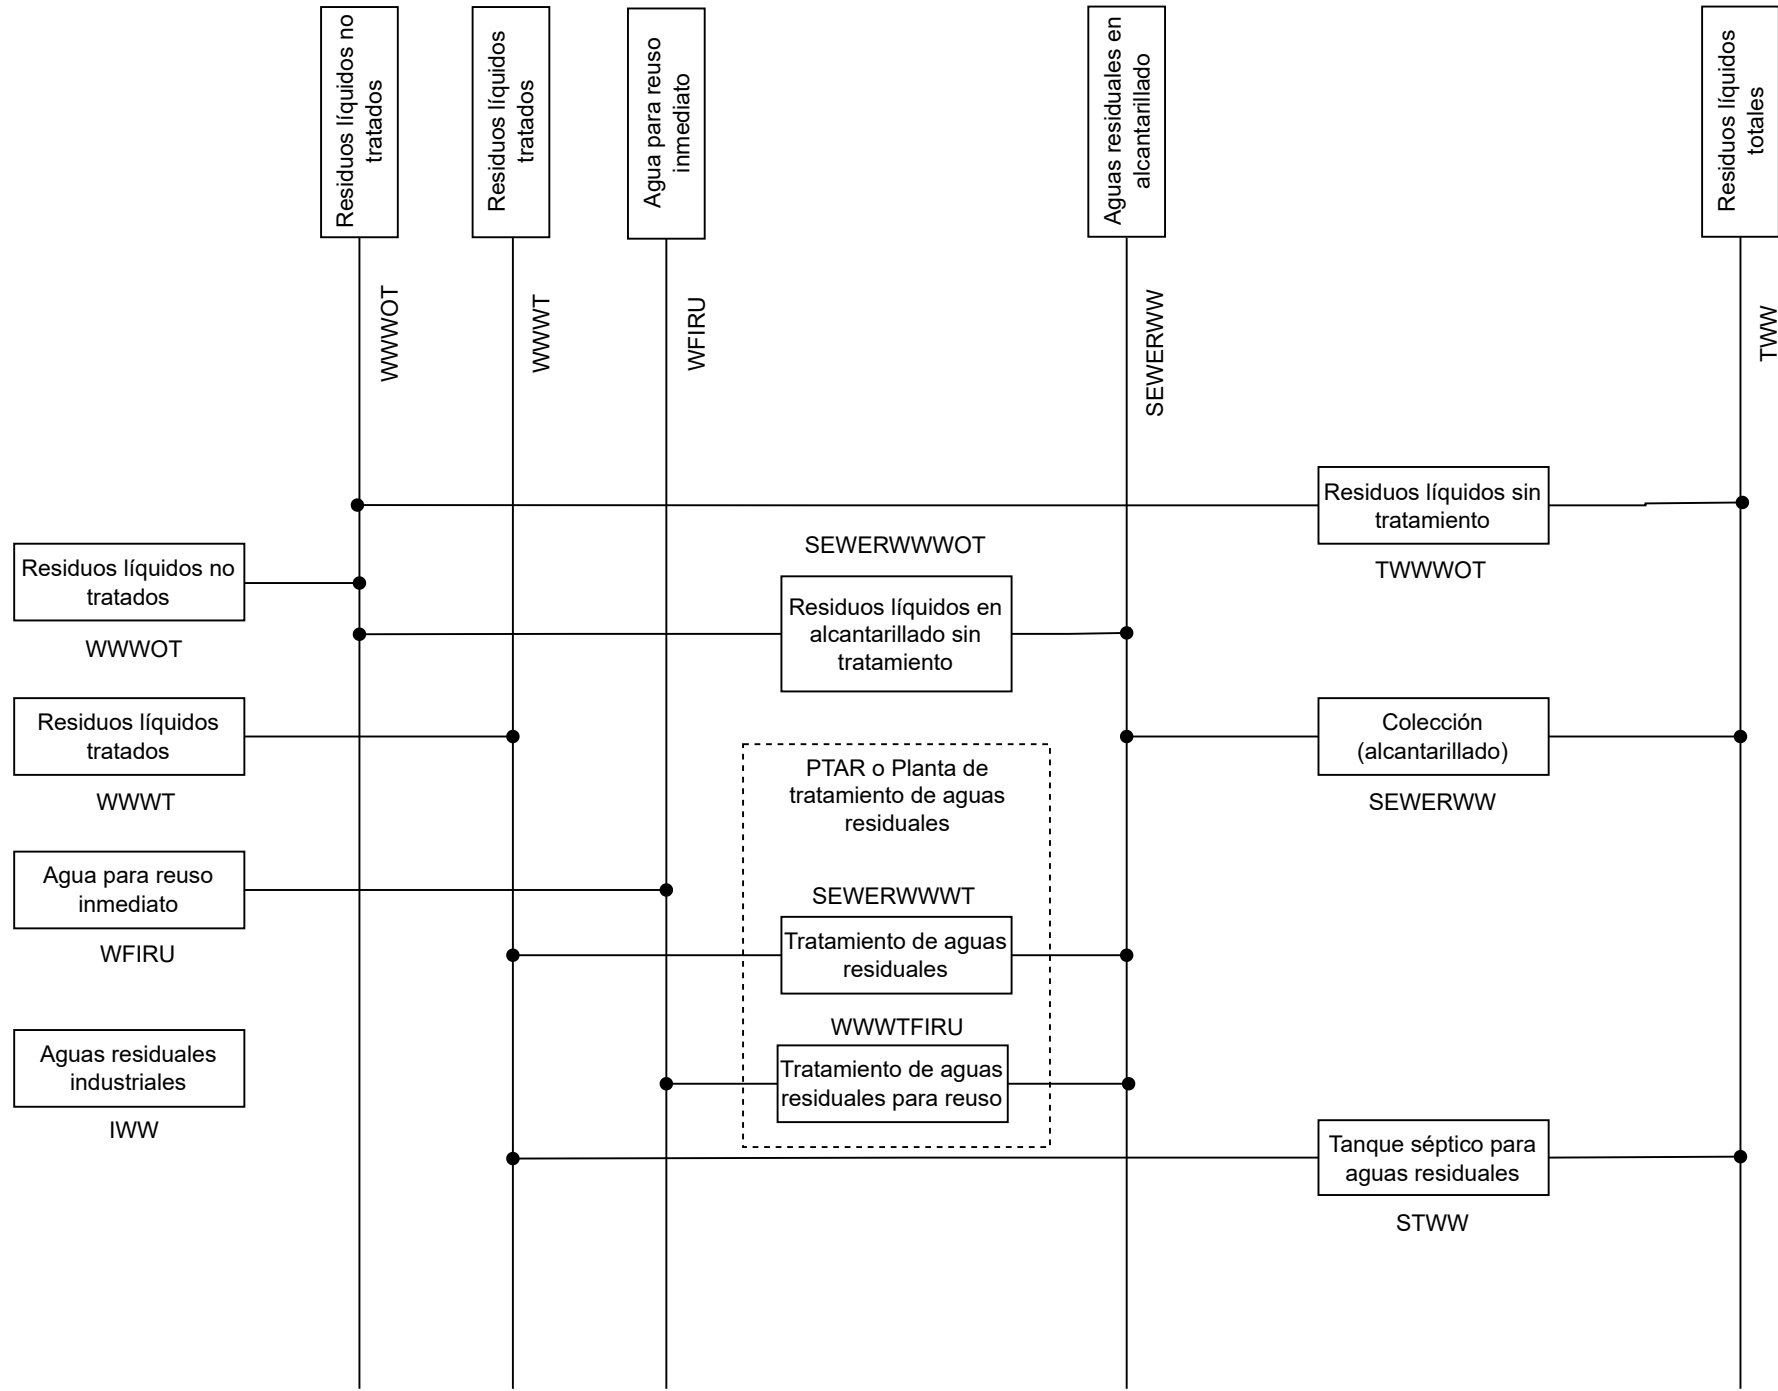 Residuos líquidos no
tratados
Residuos líquidos
tratados
Agua para reuso
inmediato
Aguas residuales en
alcantarillado
Residuos líquidos
totales
WWWOT
WWWT
WFIRU
SEWERWW
TWW
Residuos líquidos sin
tratamiento
TWWWOT
SEWERWWWOT
Residuos líquidos en
alcantarillado sin
tratamiento
Residuos líquidos no
tratados
WWWOT
Residuos líquidos
tratados
WWWT
Colección
(alcantarillado)
SEWERWW
PTAR o Planta de
tratamiento de aguas
residuales
Agua para reuso
inmediato
WFIRU
SEWERWWWT
Tratamiento de aguas
residuales
WWWTFIRU
Tratamiento de aguas
residuales para reuso
Aguas residuales
industriales
IWW
Tanque séptico para
aguas residuales
STWW